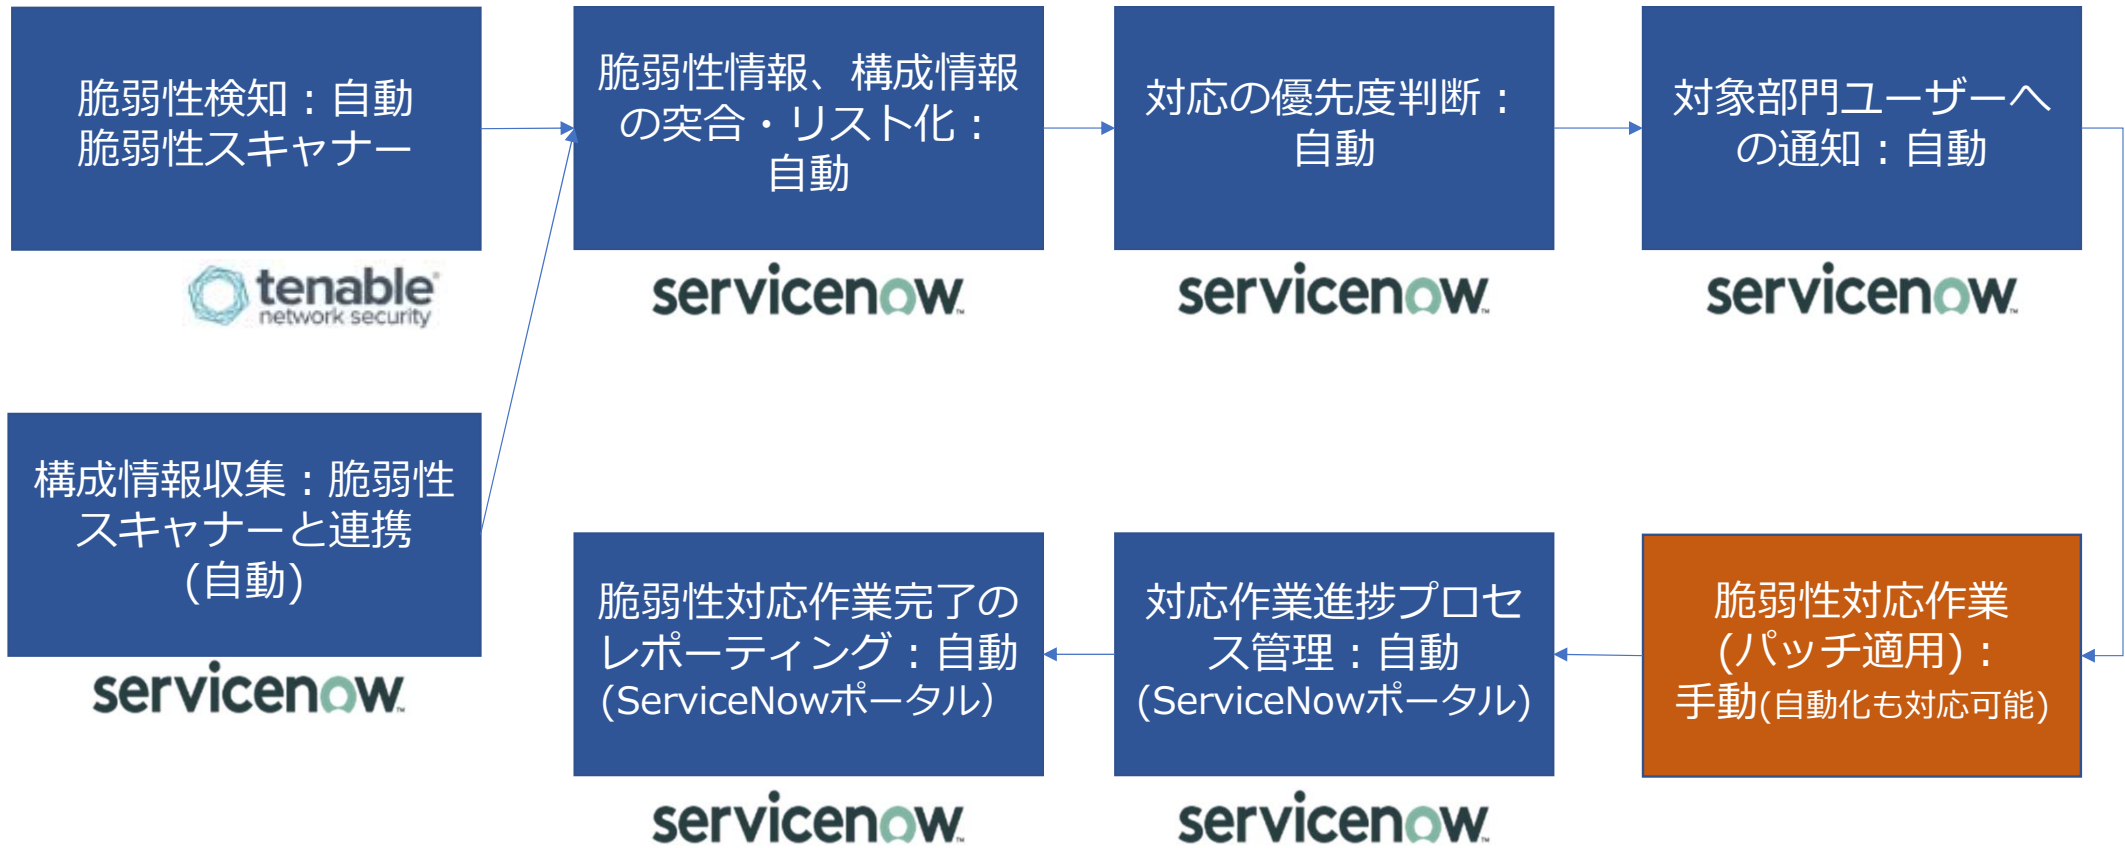 脆弱性検知：自動
脆弱性スキャナー
tenable®
network security
脆弱性情報、構成情報
の突合・リスト化：
自動
servicenow™
対応の優先度判断：
自動
servicenow™
対象部門ユーザーへ
の通知：自動
servicenow™
構成情報収集：脆弱性
スキャナーと連携
(自動)
servicenow™
脆弱性対応作業完了の
レポーティング：自動
(ServiceNowポータル）
servicenow™
対応作業進捗プロセ
ス管理：自動
(ServiceNowポータル)
servicenow™
脆弱性対応作業
(パッチ適用)：
手動(自動化も対応可能)